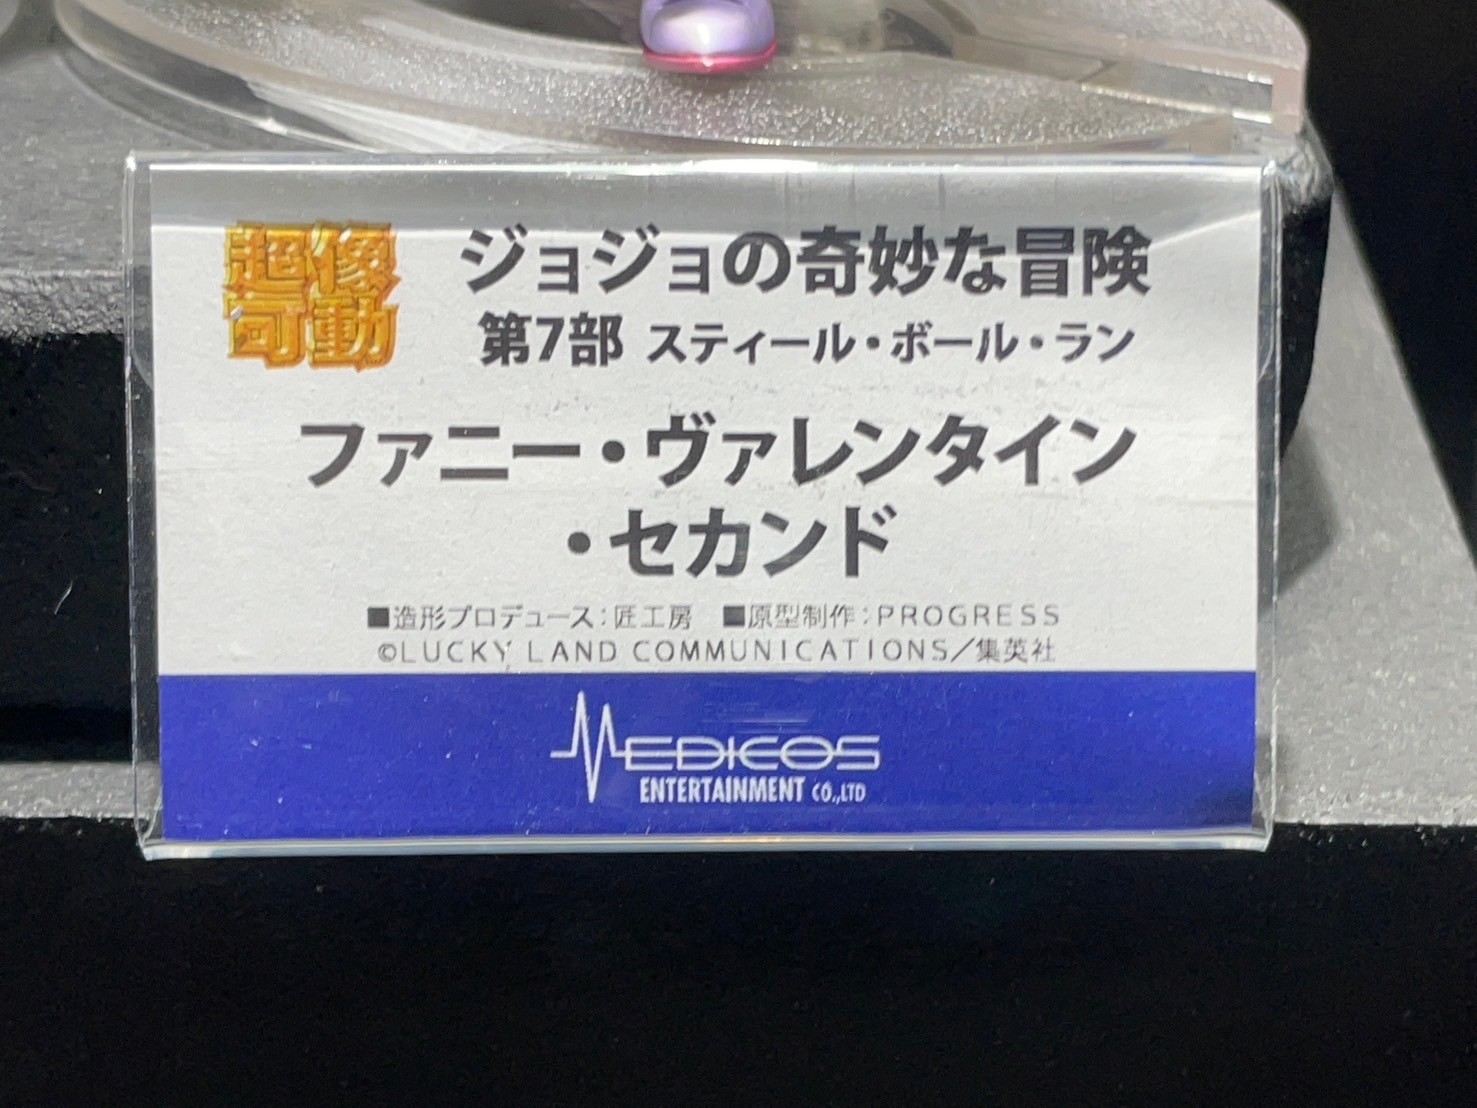 超像可動
ジョジョの奇妙な冒険
第7部 スティール・ボール・ラン
ファニー・ヴァレンタイン
・セカンド
■造形プロデュース:匠工房 ■原型制作:PROGRESS
©LUCKY LAND COMMUNICATIONS/集英社
MEDICOS
ENTERTAINMENT CO.,LTD